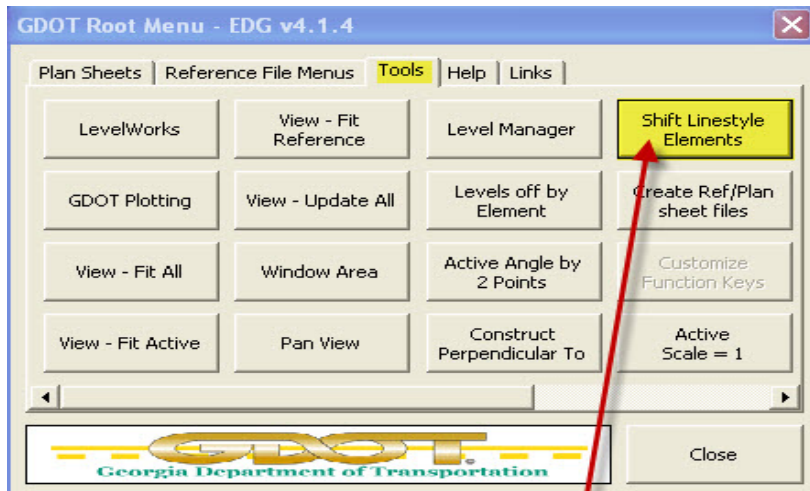 GDOT Root Menu - EDG v4.1.4
Plan Sheets Reference File Menus Tools Help Links
LevelWorks
View - Fit
Reference
Level Manager
Shift Linestyle
Elements
GDOT Plotting
View - Update All
Levels off by
Element
Create Ref/Plan
sheet files
View - Fit All
Window Area
Active Angle by
2 Points
Customize
Function Keys
View - Fit Active
Pan View
Construct
Perpendicular To
Active
Scale = 1
GDOT®
Georgia Department of Transportation
Close